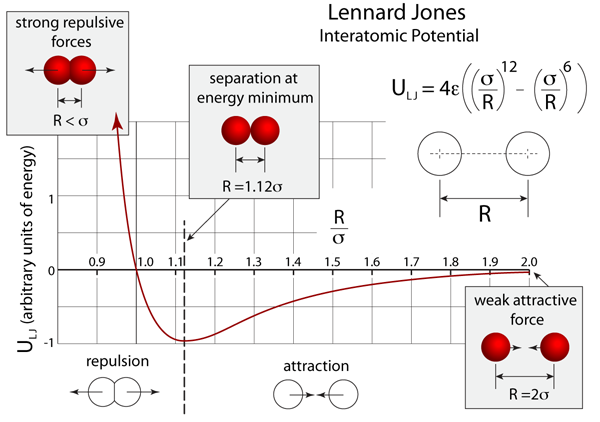 Lennard Jones
Interatomic Potential
strong repulsive
forces
R < σ
separation at
energy minimum
R =1.12σ
U_LJ = 4ε((σ/R)^12 − (σ/R)^6)
R
R/σ
U_LJ (arbitrary units of energy)
1
0
-1
0.9 1.0 1.1 1.2 1.3 1.4 1.5 1.6 1.7 1.8 1.9 2.0
weak attractive
force
R =2σ
repulsion
attraction